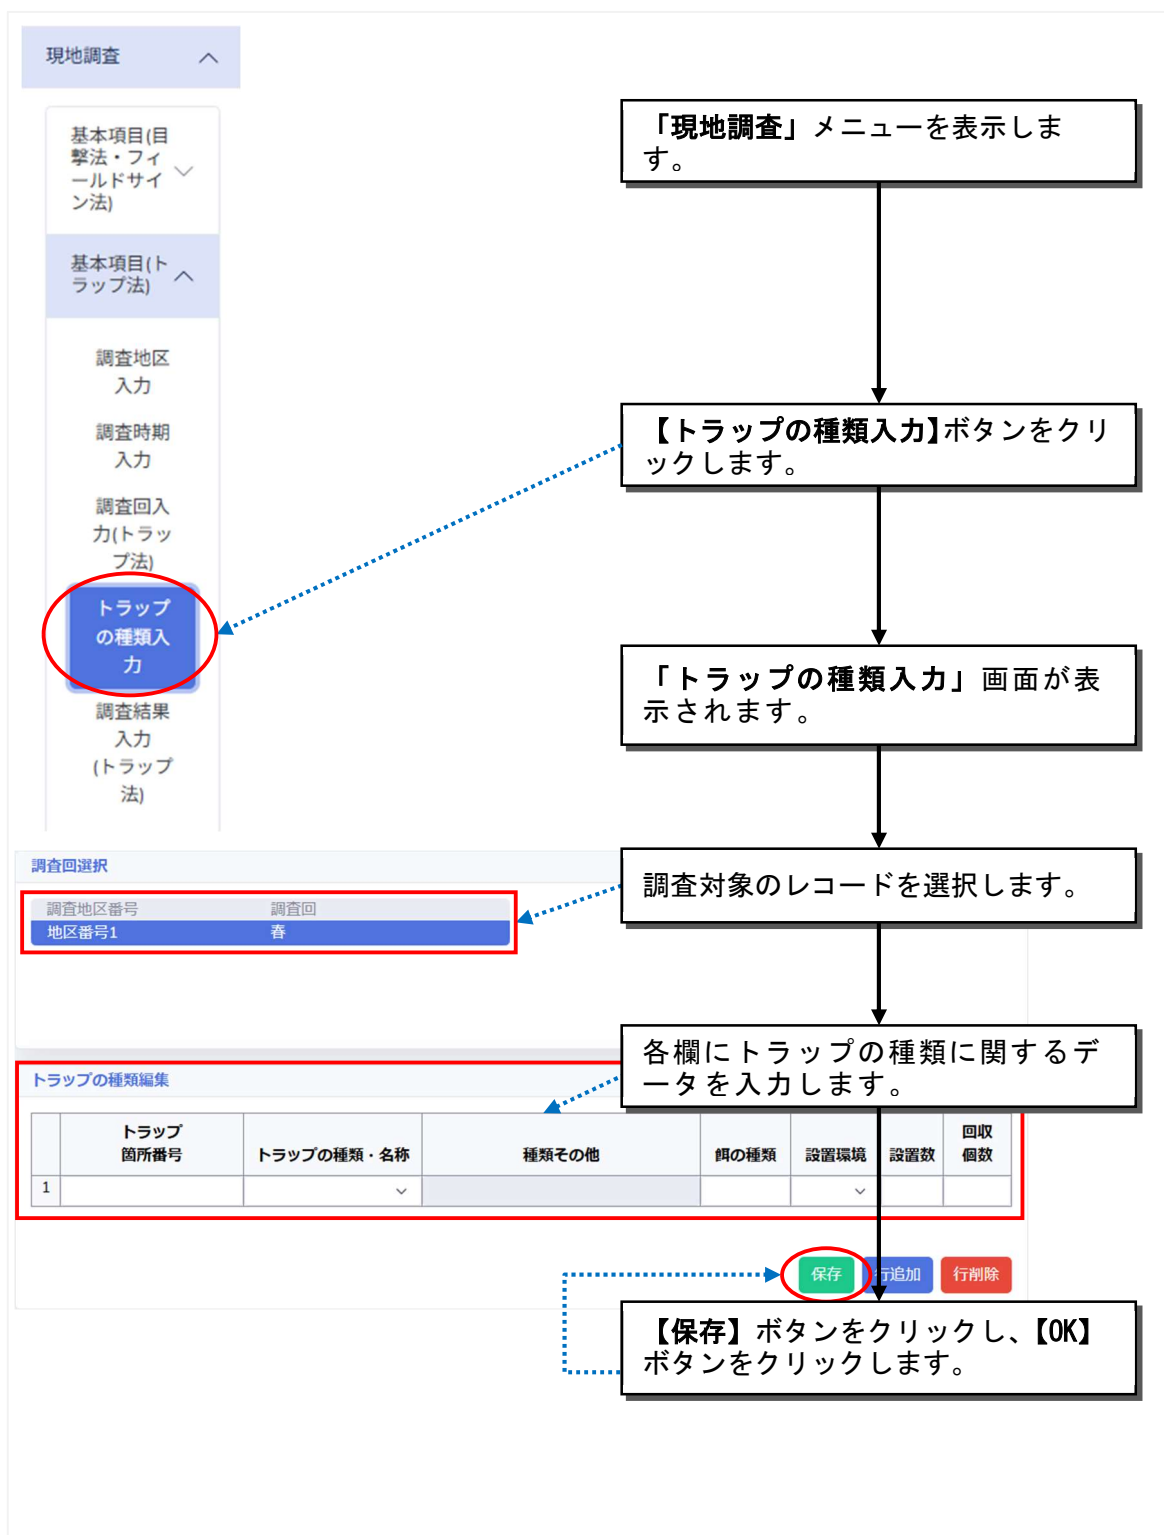 現地調査
基本項目(目
撃法・フィ
ールドサイ
ン法)
基本項目(ト
ラップ法)
調査地区
入力
調査時期
入力
調査回入
力(トラッ
プ法)
トラップ
の種類入
力
調査結果
入力
(トラップ
法)
「現地調査」メニューを表示しま
す。
【トラップの種類入力】ボタンをクリ
ックします。
「トラップの種類入力」画面が表
示されます。
調査対象のレコードを選択します。
調査回選択
調査地区番号 調査回
地区番号1 春
各欄にトラップの種類に関するデ
ータを入力します。
トラップの種類編集
トラップ
箇所番号 トラップの種類・名称 種類その他 餌の種類 設置環境 設置数 回収
個数
1
保存 行追加 行削除
【保存】ボタンをクリックし、【OK】
ボタンをクリックします。